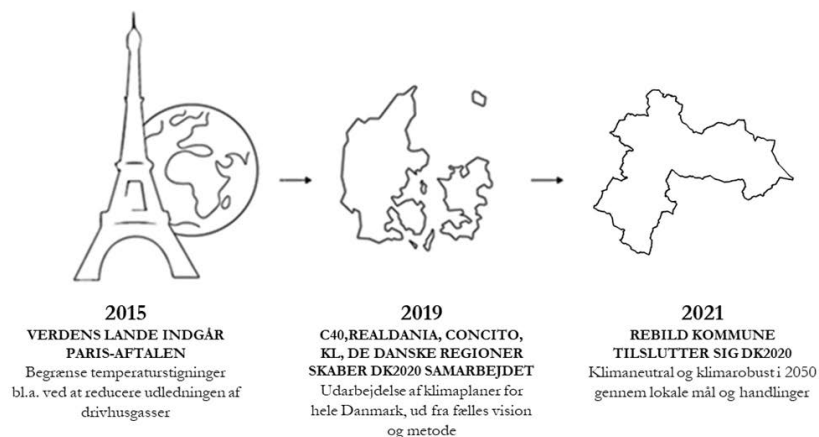 2015
VERDENS LANDE INDGÅR
PARIS-AFTALEN
Begrænse temperaturstigninger
bl.a. ved at reducere udledningen af
drivhusgasser
2019
C40,REALDANIA, CONCITO,
KL, DE DANSKE REGIONER
SKABER DK2020 SAMARBEJDET
Udarbejdelse af klimaplaner for
hele Danmark, ud fra fælles vision
og metode
2021
REBILD KOMMUNE
TILSLUTTER SIG DK2020
Klimaneutral og klimarobust i 2050
gennem lokale mål og handlinger